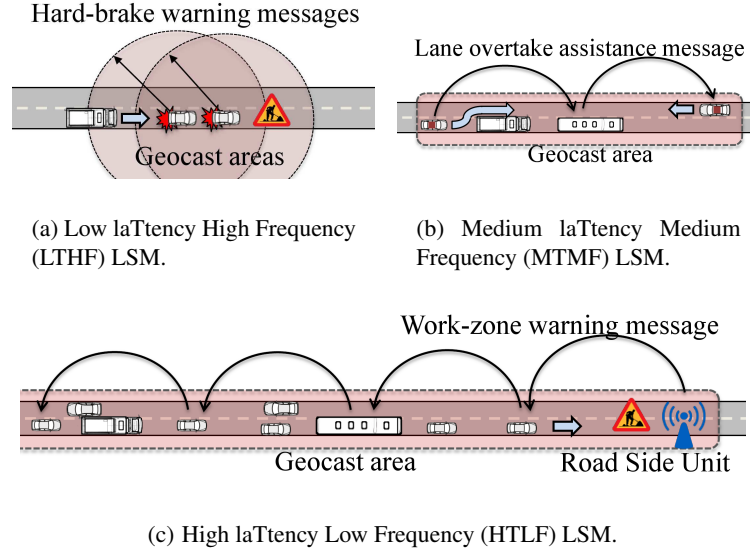 Hard-brake warning messages
Geocast areas
(a) Low laTtency High Frequency
(LTHF) LSM.
Lane overtake assistance message
Geocast area
(b) Medium laTtency Medium
Frequency (MTMF) LSM.
Work-zone warning message
Geocast area
Road Side Unit
(c) High laTtency Low Frequency (HTLF) LSM.